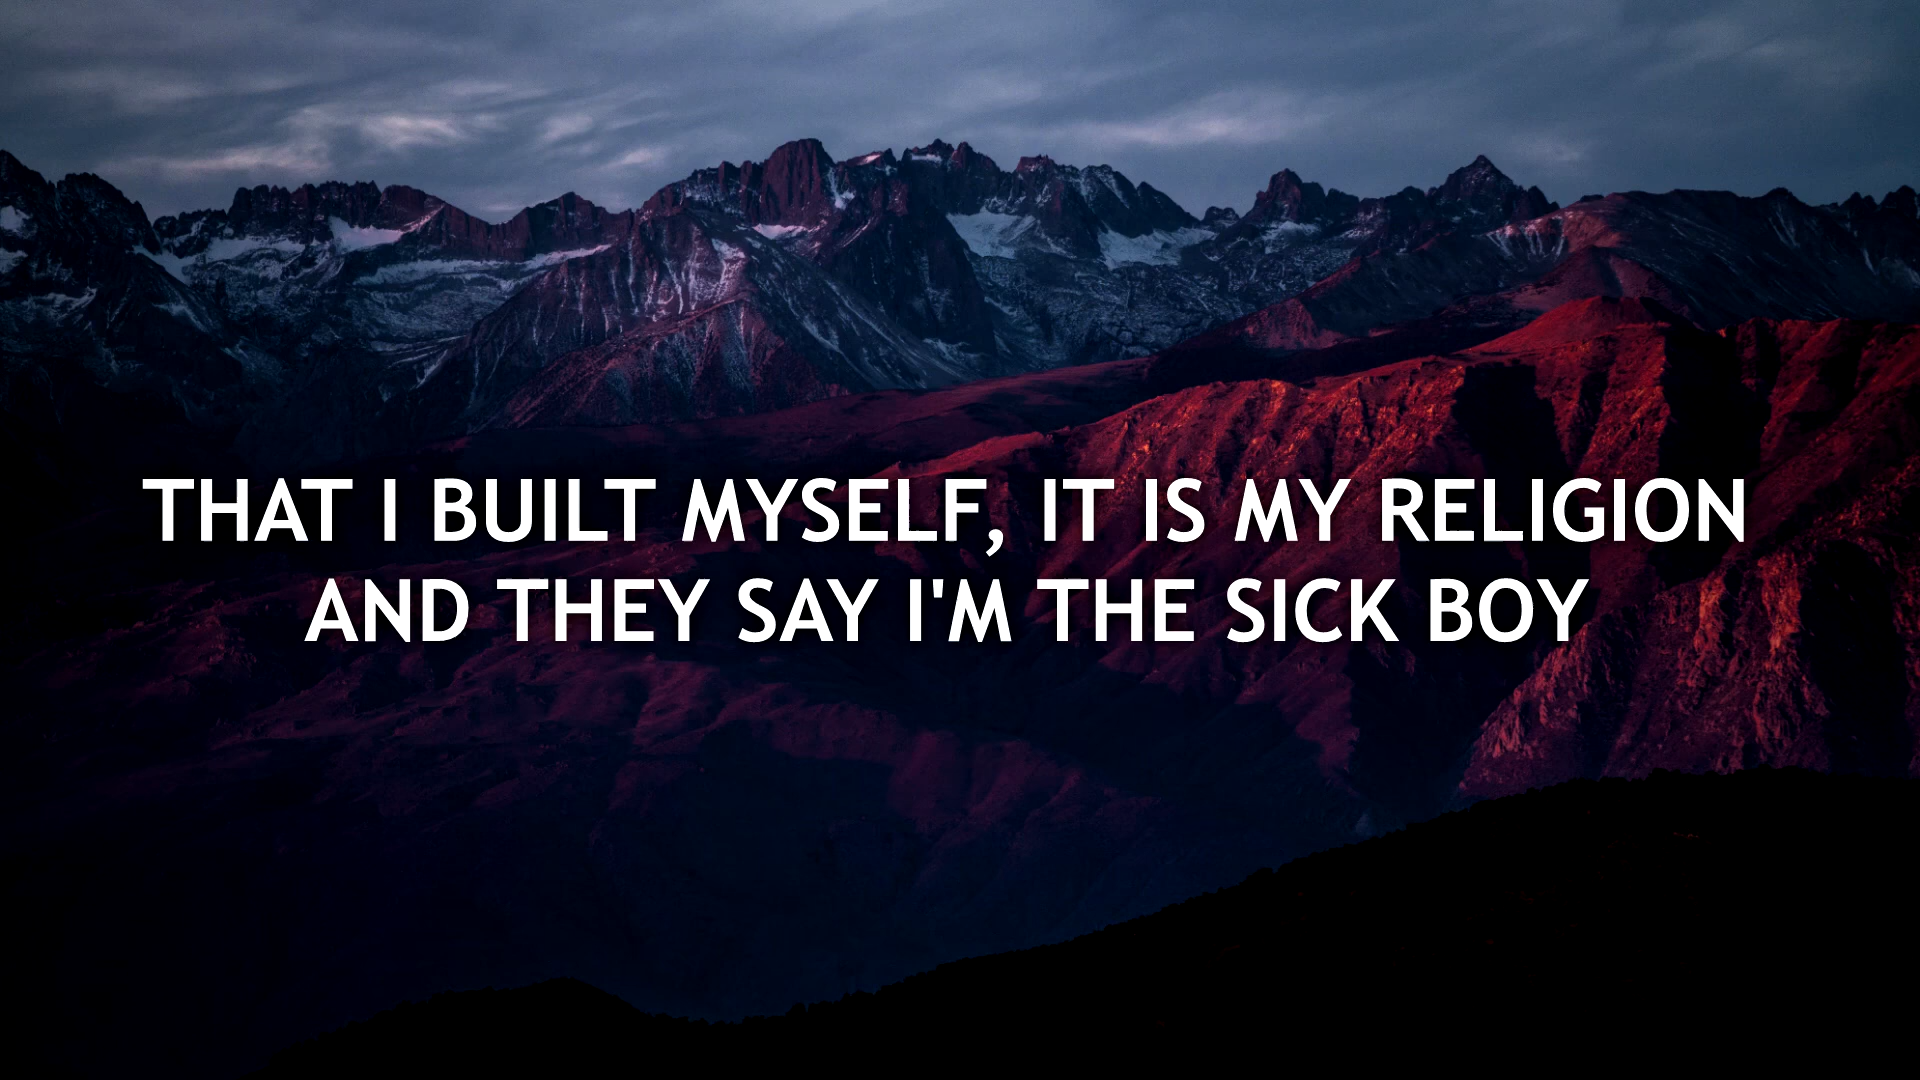 THAT I BUILT MYSELF, IT IS MY RELIGION
AND THEY SAY I'M THE SICK BOY